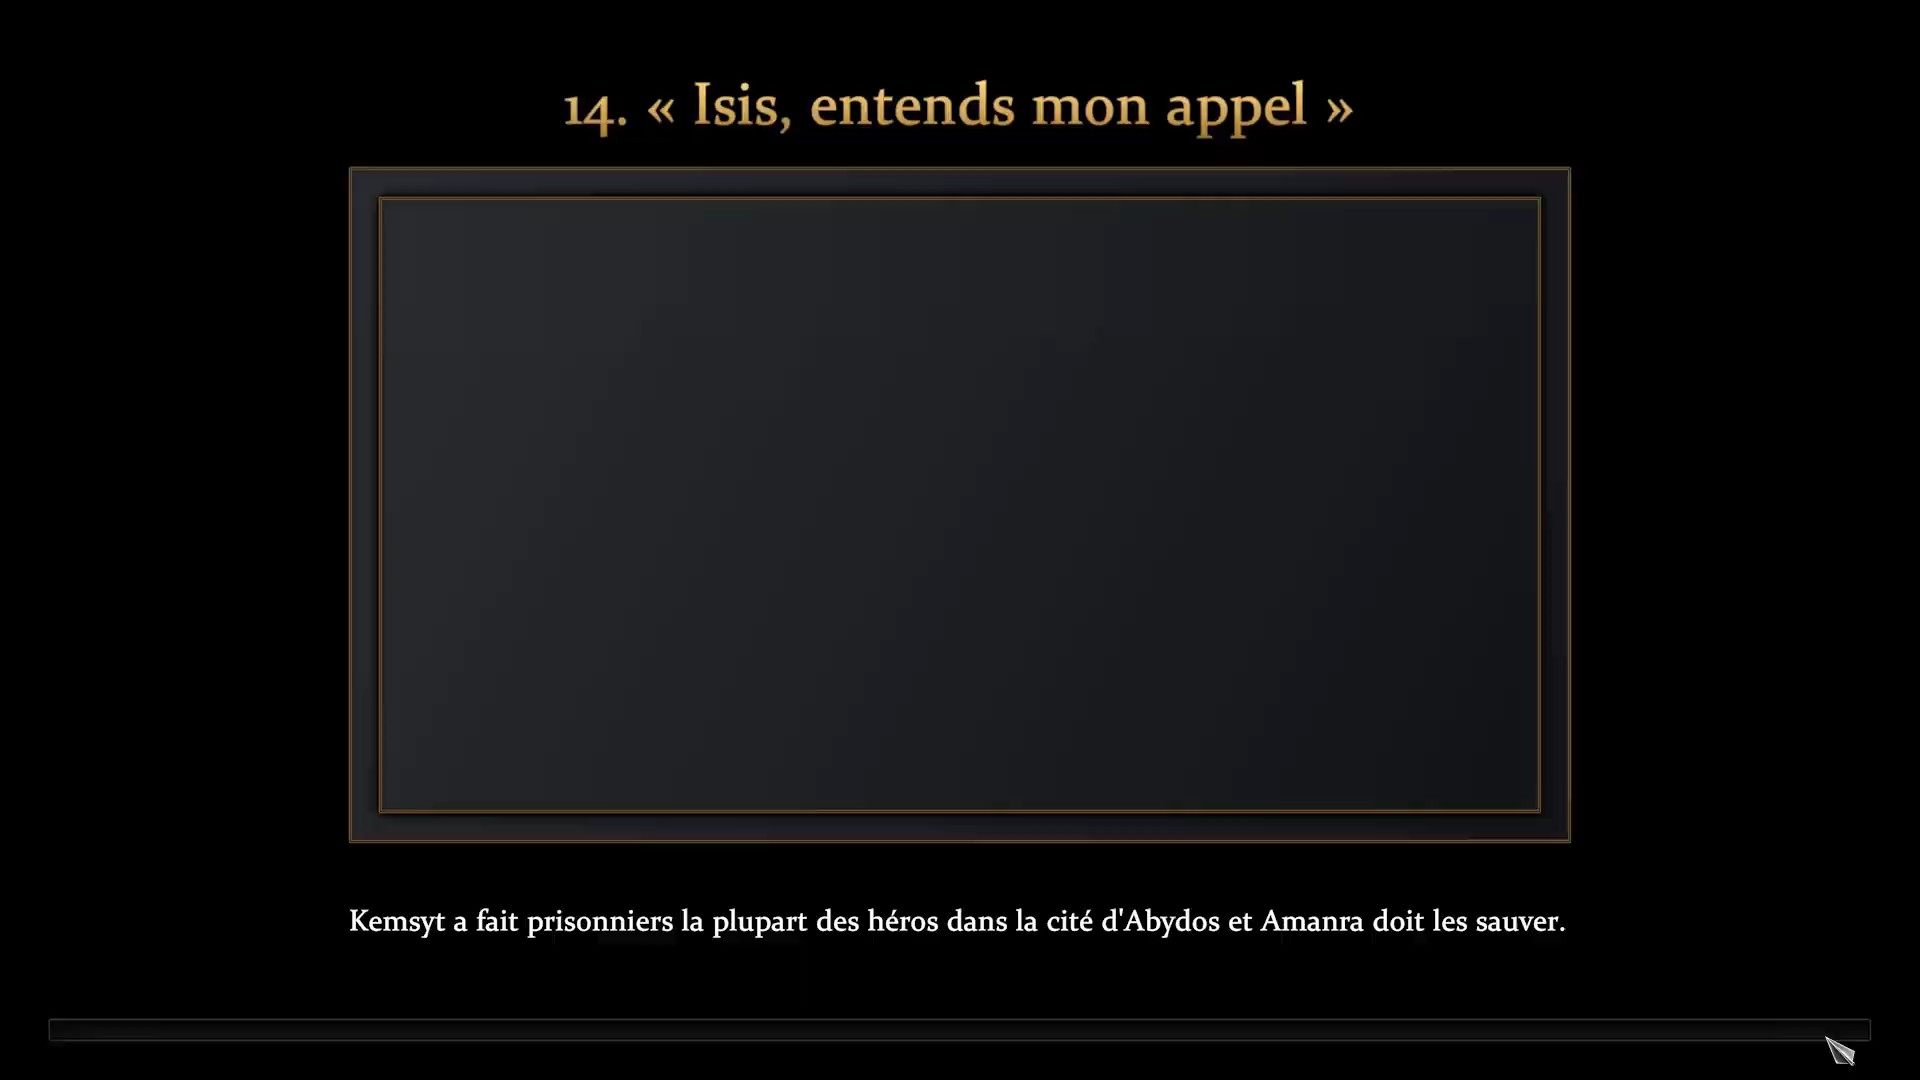 14. « Isis, entends mon appel »
Kemsyt a fait prisonniers la plupart des héros dans la cité d'Abydos et Amanra doit les sauver.